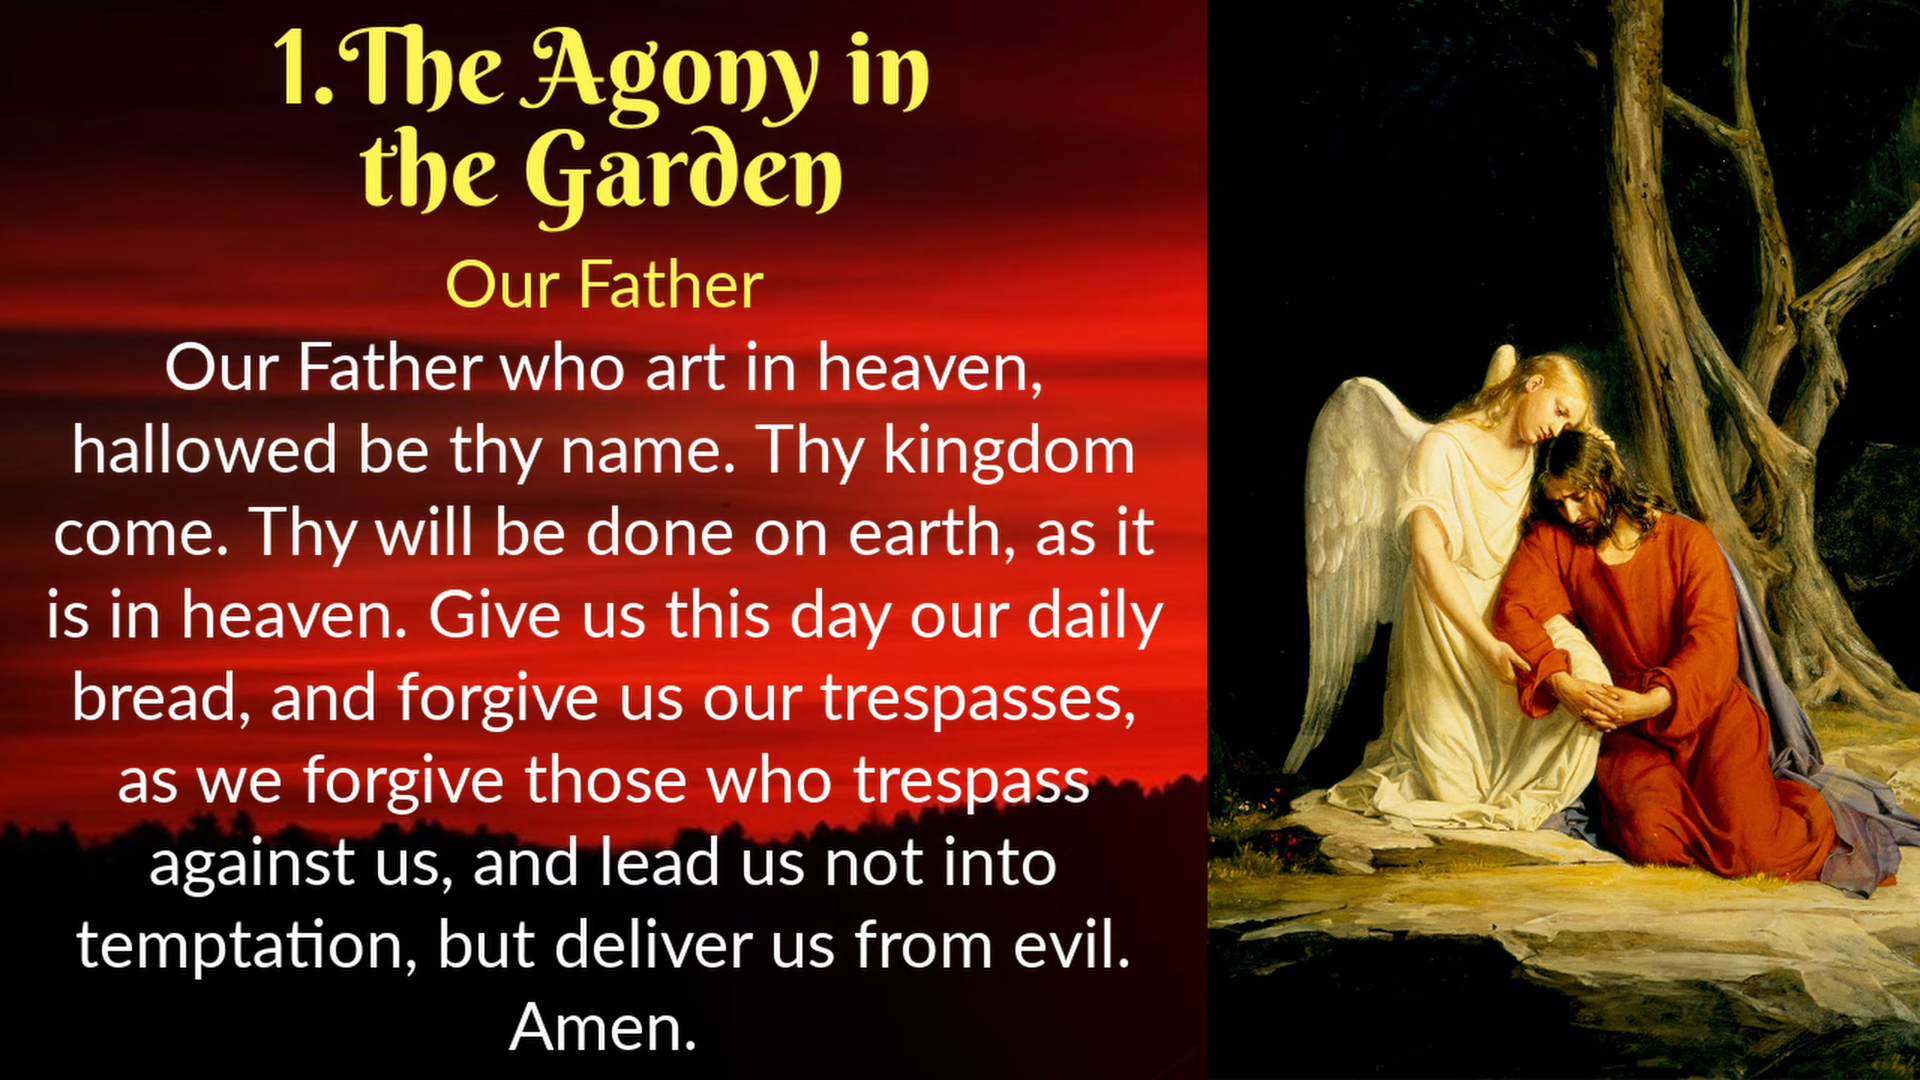 1.The Agony in
the Garden
Our Father
Our Father who art in heaven,
hallowed be thy name. Thy kingdom
come. Thy will be done on earth, as it
is in heaven. Give us this day our daily
bread, and forgive us our trespasses,
as we forgive those who trespass
against us, and lead us not into
temptation, but deliver us from evil.
Amen.